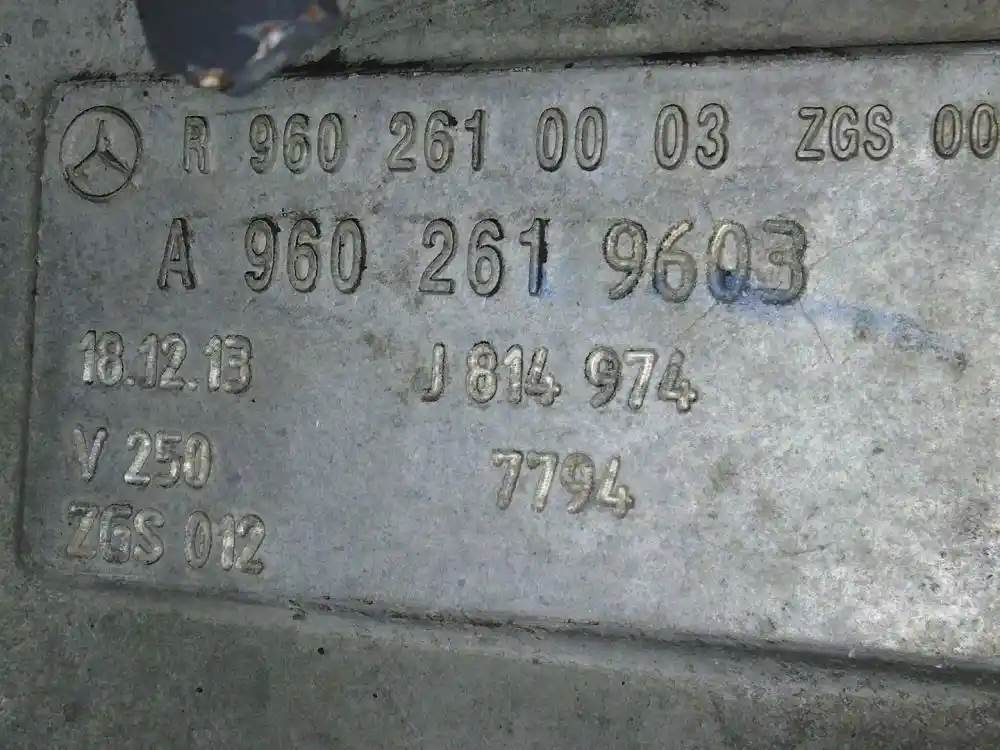 R 960 261 00 03 ZGS 00
A 960 261 9603
18.12.13 J 814 974
V 250 7794
ZGS 012